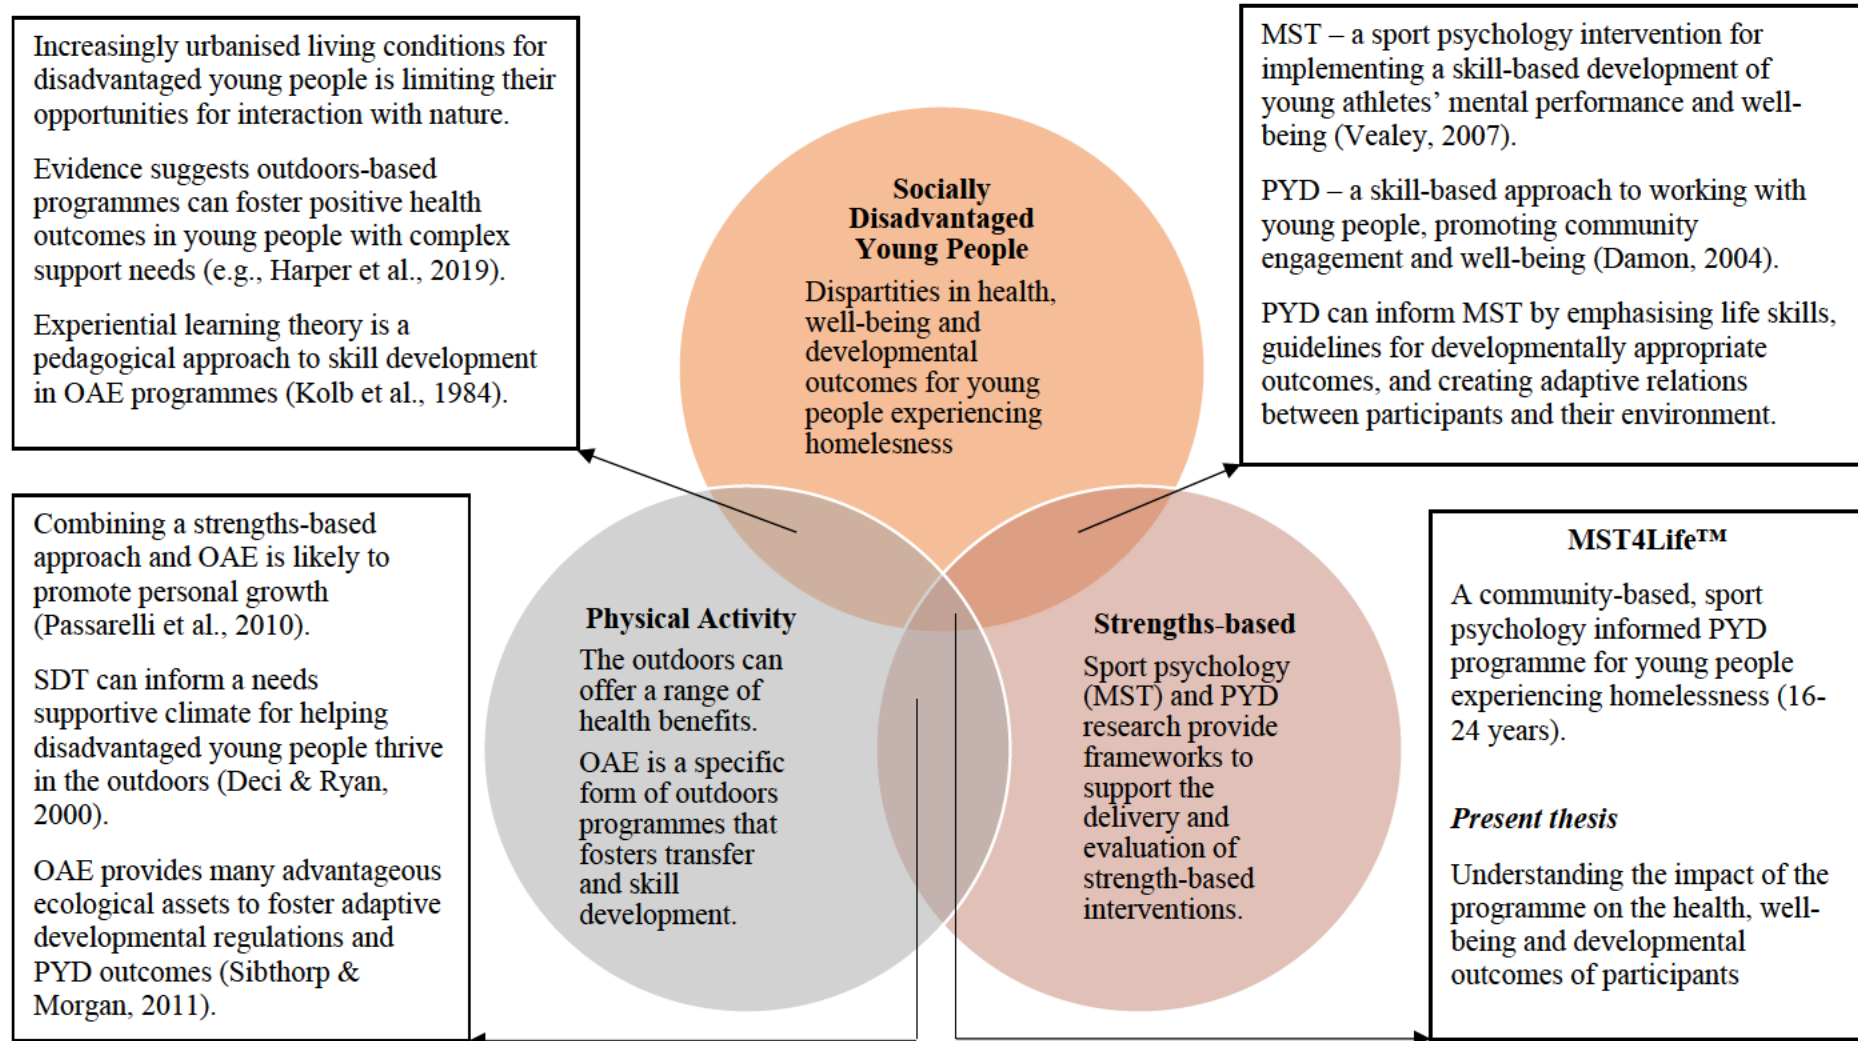 Increasingly urbanised living conditions for
disadvantaged young people is limiting their
opportunities for interaction with nature.
Evidence suggests outdoors-based
programmes can foster positive health
outcomes in young people with complex
support needs (e.g., Harper et al., 2019).
Experiential learning theory is a
pedagogical approach to skill development
in OAE programmes (Kolb et al., 1984).
MST – a sport psychology intervention for
implementing a skill-based development of
young athletes’ mental performance and well-
being (Vealey, 2007).
PYD – a skill-based approach to working with
young people, promoting community
engagement and well-being (Damon, 2004).
PYD can inform MST by emphasising life skills,
guidelines for developmentally appropriate
outcomes, and creating adaptive relations
between participants and their environment.
Socially
Disadvantaged
Young People
Dispartities in health,
well-being and
developmental
outcomes for young
people experiencing
homelesness
Combining a strengths-based
approach and OAE is likely to
promote personal growth
(Passarelli et al., 2010).
SDT can inform a needs
supportive climate for helping
disadvantaged young people thrive
in the outdoors (Deci & Ryan,
2000).
OAE provides many advantageous
ecological assets to foster adaptive
developmental regulations and
PYD outcomes (Sibthorp &
Morgan, 2011).
Physical Activity
The outdoors can
offer a range of
health benefits.
OAE is a specific
form of outdoors
programmes that
fosters transfer
and skill
development.
Strengths-based
Sport psychology
(MST) and PYD
research provide
frameworks to
support the
delivery and
evaluation of
strength-based
interventions.
MST4Life™
A community-based, sport
psychology informed PYD
programme for young people
experiencing homelessness (16-
24 years).
Present thesis
Understanding the impact of the
programme on the health, well-
being and developmental
outcomes of participants